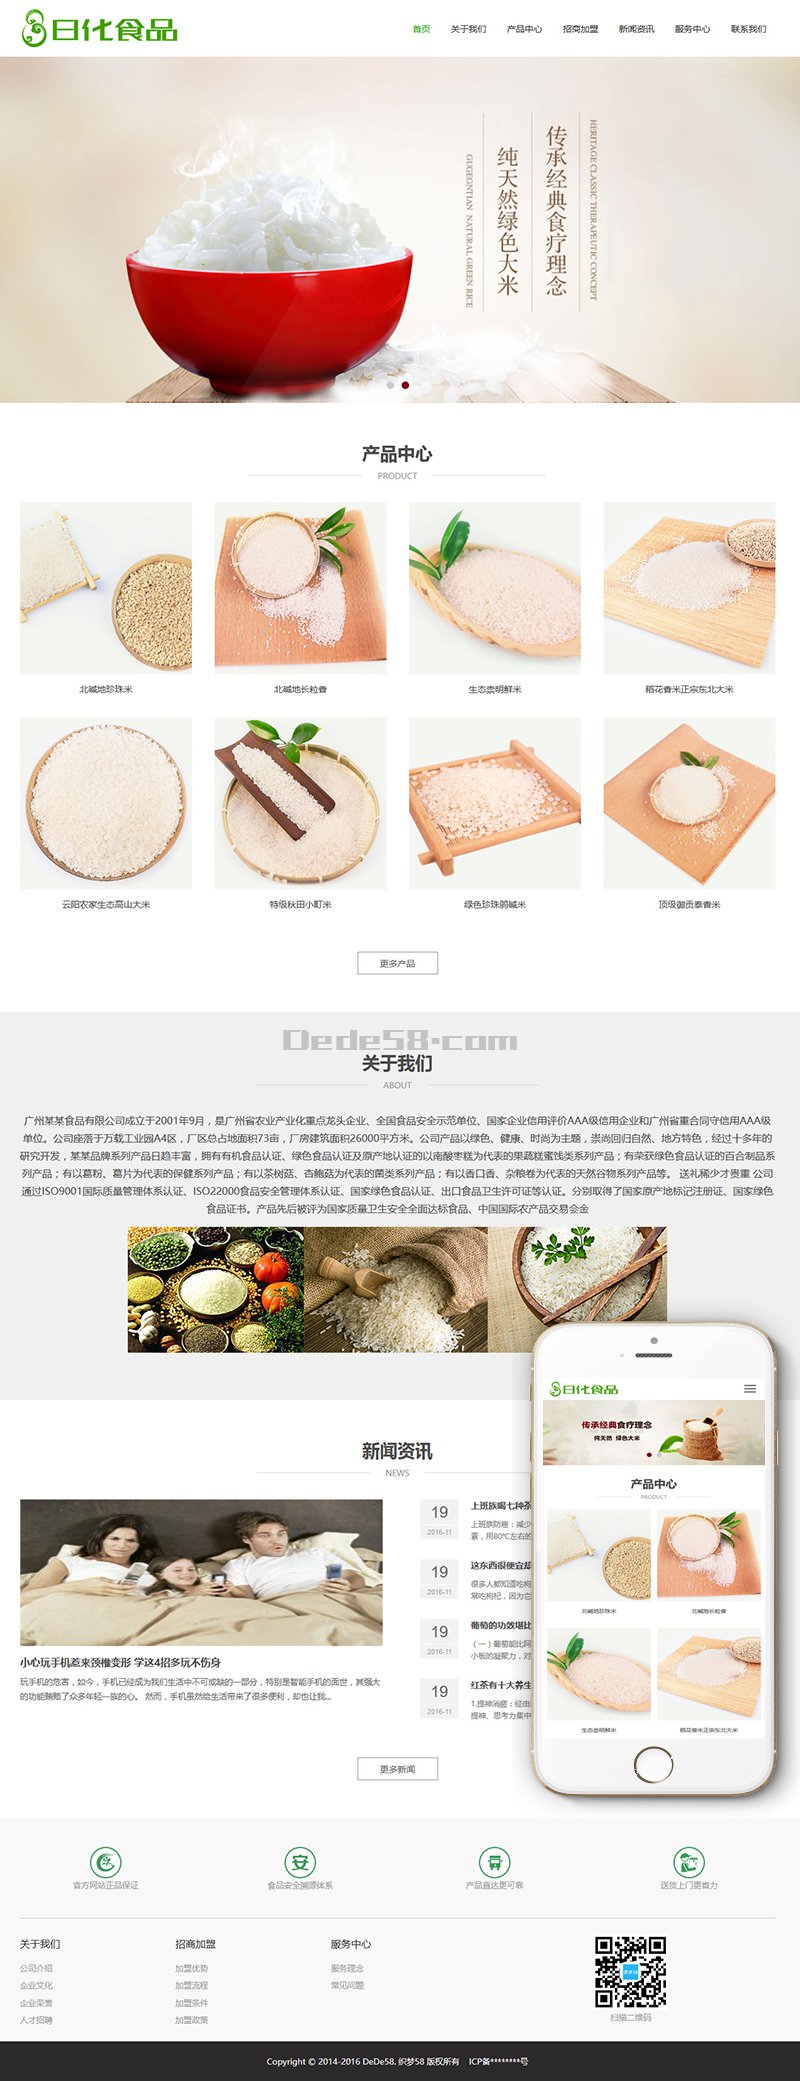 日化食品
首页 关于我们 产品中心 招商加盟 新闻资讯 服务中心 联系我们
HERITAGE CLASSIC THERAPEUTIC CONCEPT
传承经典食疗理念
纯天然绿色大米
GUGEGNTIAN NATURAL GREEN RICE
产品中心
PRODUCT
北碱地珍珠米
北碱地长粒香
生态崇明鲜米
稻花香米正宗东北大米
云阳农家生态高山大米
特级秋田小町米
绿色珍珠弱碱米
顶级御贡泰香米
更多产品
Dede58.com
关于我们
ABOUT
广州某某食品有限公司成立于2001年9月，是广州省农业产业化重点龙头企业、全国食品安全示范单位、国家企业信用评价AAA级信用企业和广州省重合同守信用AAA级
单位。公司座落于万载工业园A4区，厂区总占地面积73亩，厂房建筑面积26000平方米。公司产品以绿色、健康、时尚为主题，崇尚回归自然、地方特色，经过十多年的
研究开发，某某品牌系列产品日趋丰富，拥有有机食品认证、绿色食品认证及原产地认证的以南酸枣糕为代表的果蔬糕蜜饯类系列产品；有荣获绿色食品认证的百合制品系
列产品；有以葛粉、葛片为代表的保健系列产品；有以茶树菇、杏鲍菇为代表的菌类系列产品；有以香口香、杂粮卷为代表的天然谷物系列产品等。 送礼稀少才贵重 公司
通过ISO9001国际质量管理体系认证、ISO22000食品安全管理体系认证、国家绿色食品认证、出口食品卫生许可证等认证。分别取得了国家原产地标记注册证、国家绿色
食品证书。产品先后被评为国家质量卫生安全全面达标食品、中国国际农产品交易会金
新闻资讯
NEWS
小心玩手机惹来颈椎变形 学这4招多玩不伤身
玩手机的危害，如今，手机已经成为我们生活中不可或缺的一部分，特别是智能手机的面世，其强大
的功能贿赂了众多年轻一族的心。 然而，手机虽然给生活带来了很多便利，却也让我...
19
2016-11
上班族喝七种茶
上班族防癌：减少
素，用80℃左右的
19
2016-11
这东西很便宜却
很多人都知道吃枸
常吃枸杞，因为它
19
2016-11
葡萄的功效堪比
（一）葡萄能比阿
小板的凝聚力，对
19
2016-11
红茶有十大养生
1.提神消疲：经由
提神、思考力集中
更多新闻
日化食品
传承经典食疗理念
纯天然 绿色大米
产品中心
PRODUCT
北碱地珍珠米
北碱地长粒香
生态崇明鲜米
稻花香米正宗东北大米
官方网站正品保证
食品安全溯源体系
产品直达更可靠
送货上门更省力
关于我们
公司介绍
企业文化
企业荣誉
人才招聘
招商加盟
加盟优势
加盟流程
加盟条件
加盟政策
服务中心
服务理念
常见问题
扫描二维码
Copyright © 2014-2016 DeDe58. 织梦58 版权所有 ICP备********号